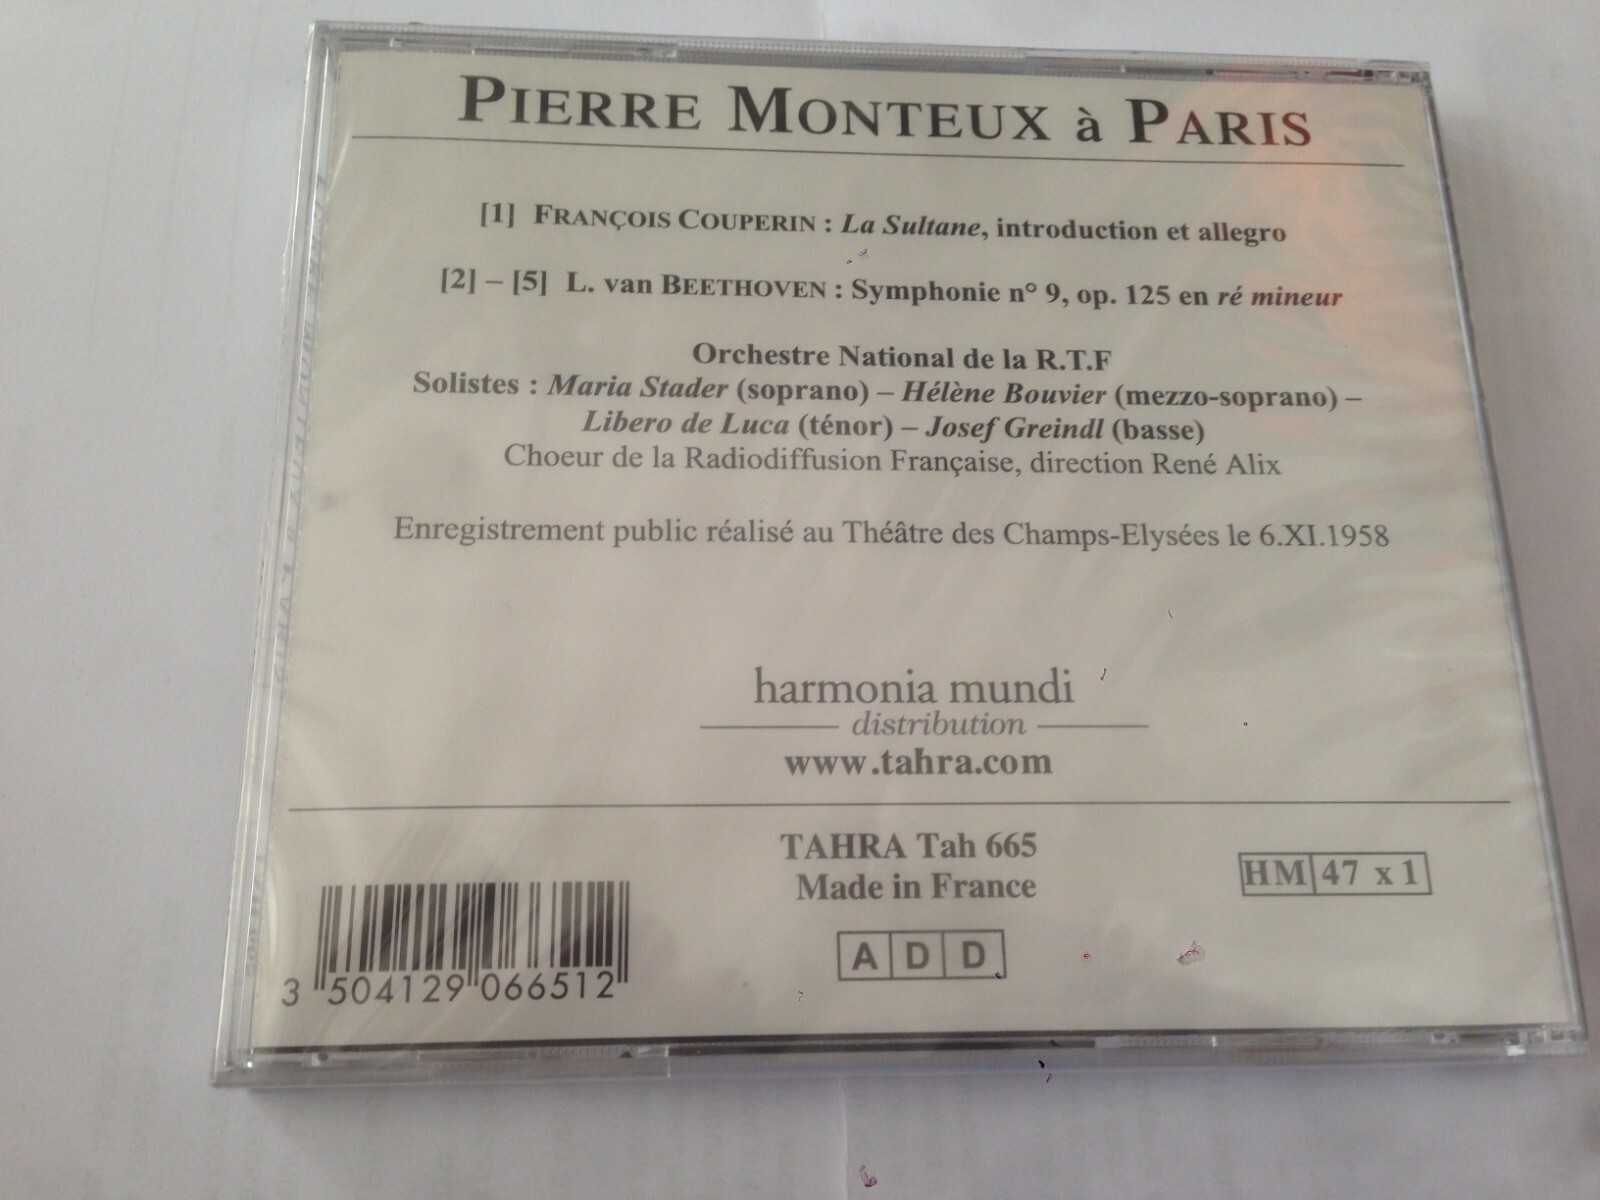 PIERRE MONTEUX à PARIS
[1] FRANÇOIS COUPERIN : La Sultane, introduction et allegro
[2] – [5] L. van BEETHOVEN : Symphonie n° 9, op. 125 en ré mineur
Orchestre National de la R.T.F
Solistes : Maria Stader (soprano) – Hélène Bouvier (mezzo-soprano) –
Libero de Luca (ténor) – Josef Greindl (basse)
Choeur de la Radiodiffusion Française, direction René Alix
Enregistrement public réalisé au Théâtre des Champs-Elysées le 6.XI.1958
harmonia mundi
distribution
www.tahra.com
TAHRA Tah 665
Made in France
HM 47 x 1
A D D
3 504129 066512